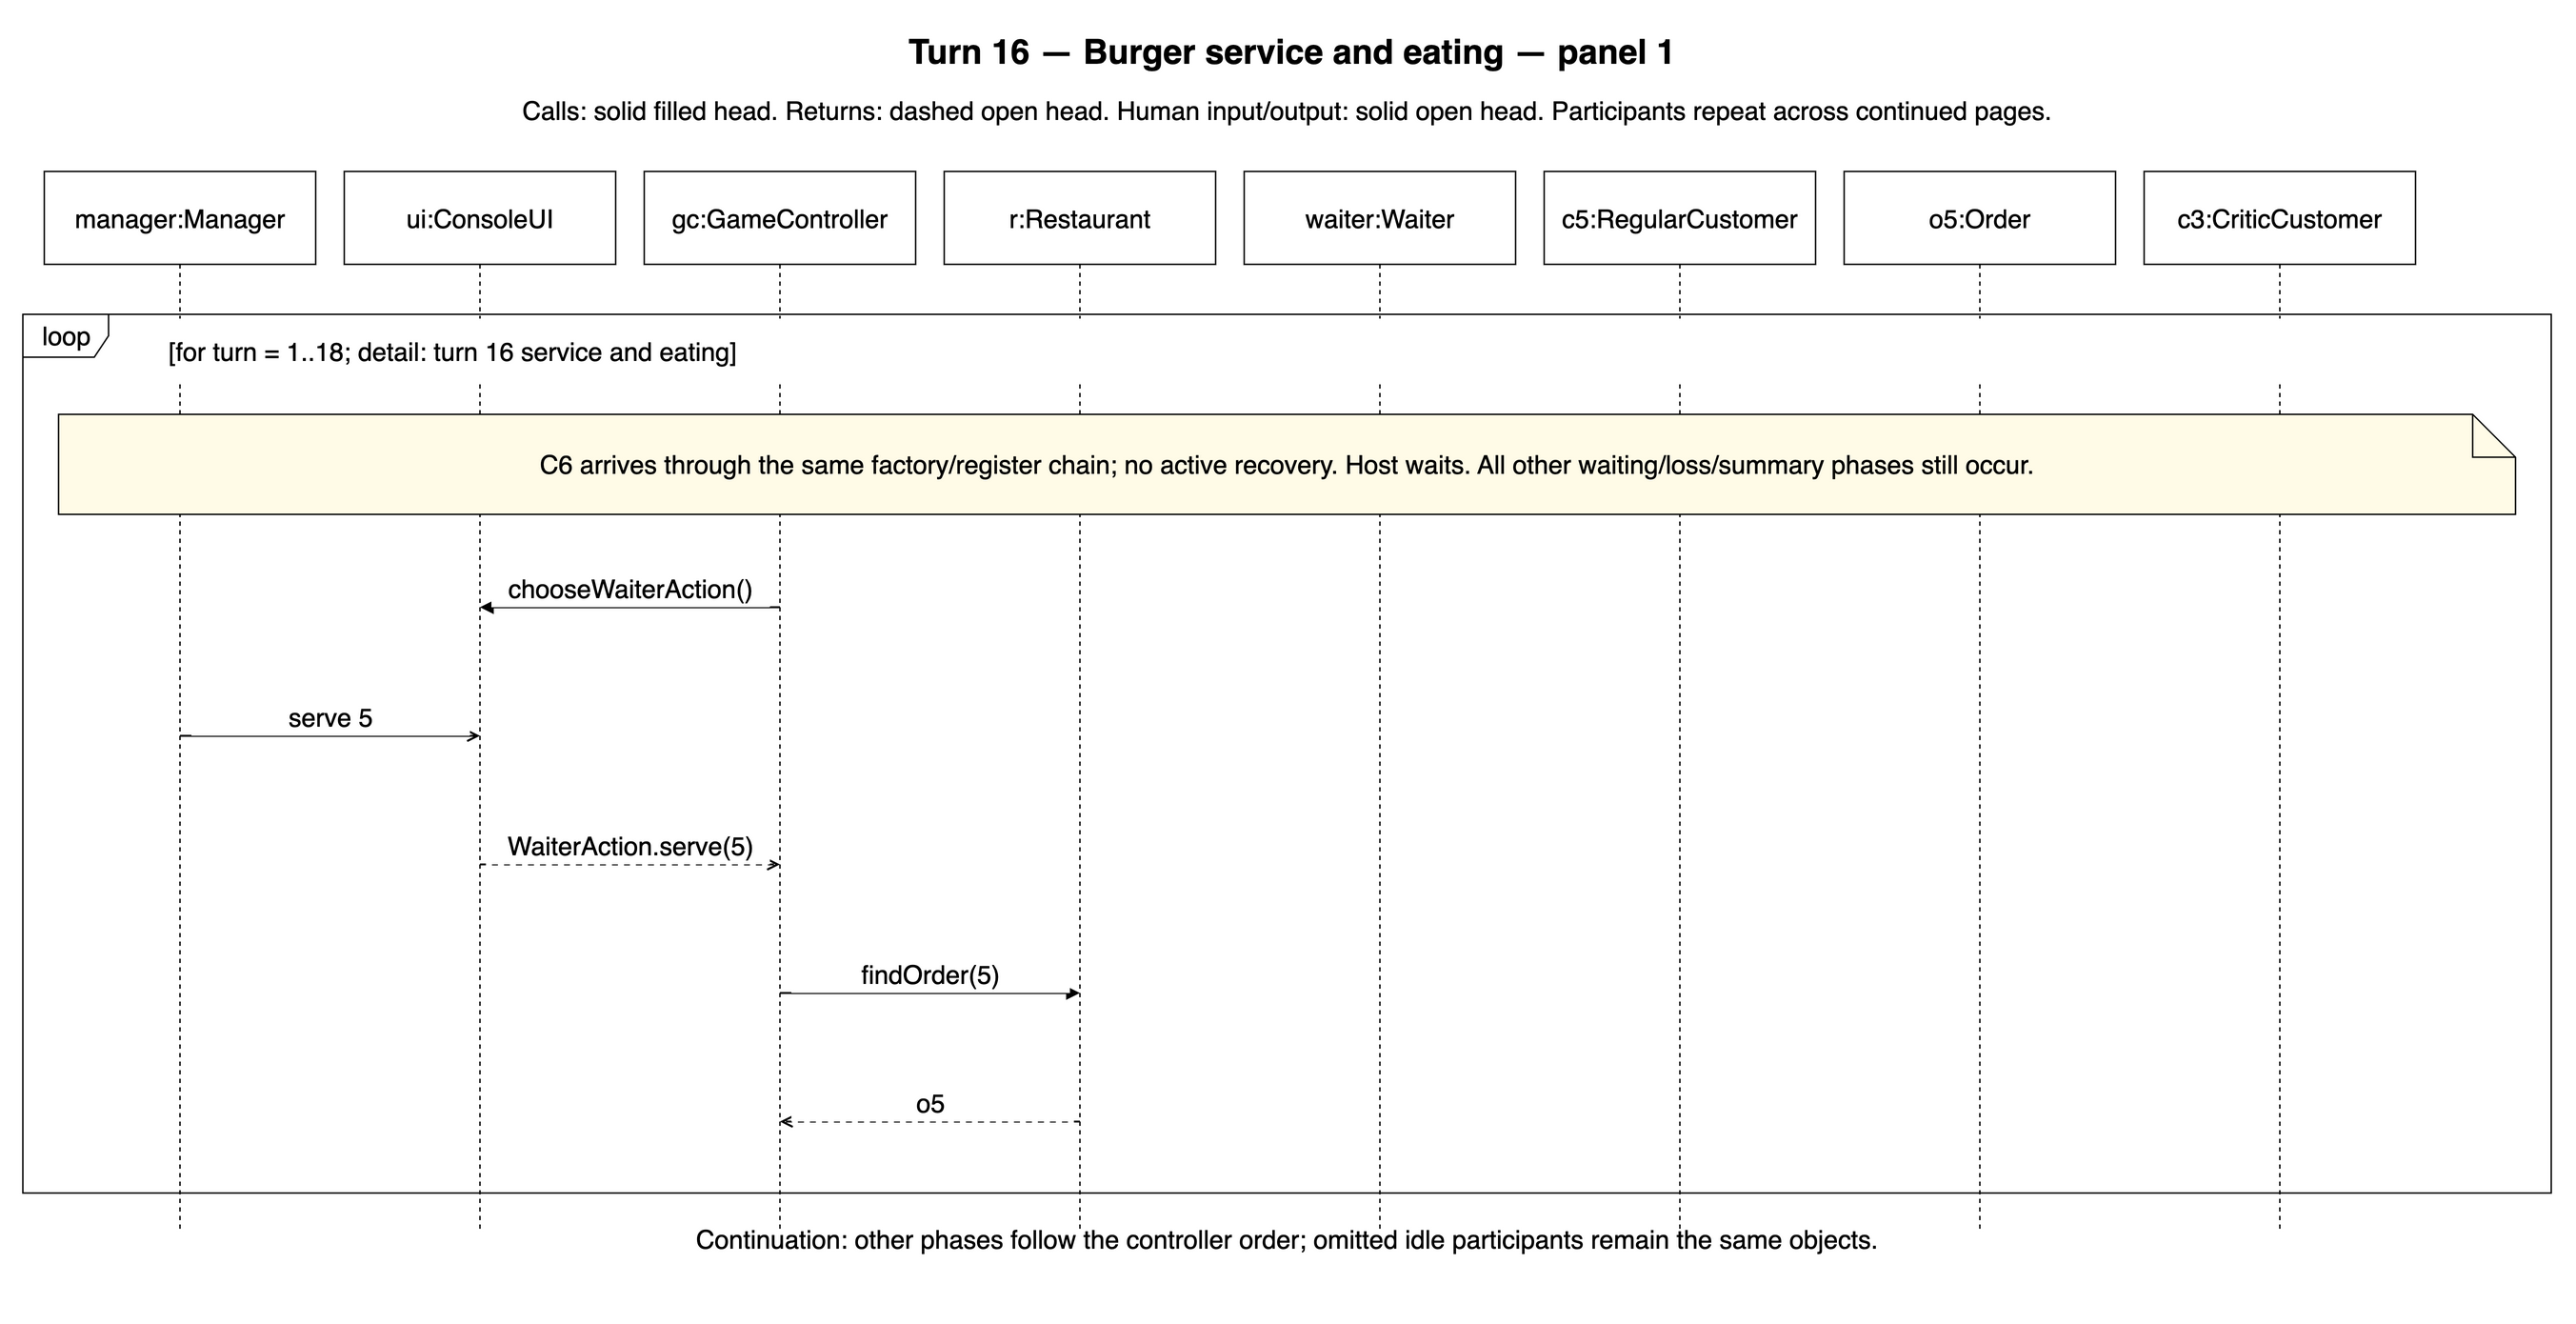 Turn 16 — Burger service and eating — panel 1
Calls: solid filled head. Returns: dashed open head. Human input/output: solid open head. Participants repeat across continued pages.
manager:Manager
ui:ConsoleUI
gc:GameController
r:Restaurant
waiter:Waiter
c5:RegularCustomer
o5:Order
c3:CriticCustomer
loop
[for turn = 1..18; detail: turn 16 service and eating]
C6 arrives through the same factory/register chain; no active recovery. Host waits. All other waiting/loss/summary phases still occur.
chooseWaiterAction()
serve 5
WaiterAction.serve(5)
findOrder(5)
o5
Continuation: other phases follow the controller order; omitted idle participants remain the same objects.